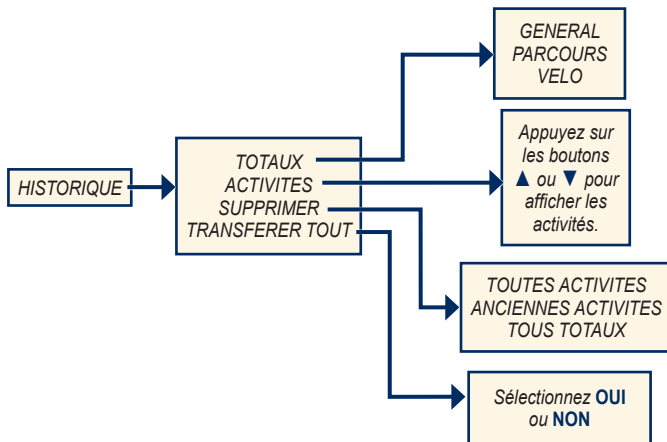 HISTORIQUE
TOTAUX
ACTIVITES
SUPPRIMER
TRANSFERER TOUT
GENERAL
PARCOURS
VELO
Appuyez sur
les boutons
▲ ou ▼ pour
afficher les
activités.
TOUTES ACTIVITES
ANCIENNES ACTIVITES
TOUS TOTAUX
Sélectionnez OUI
ou NON